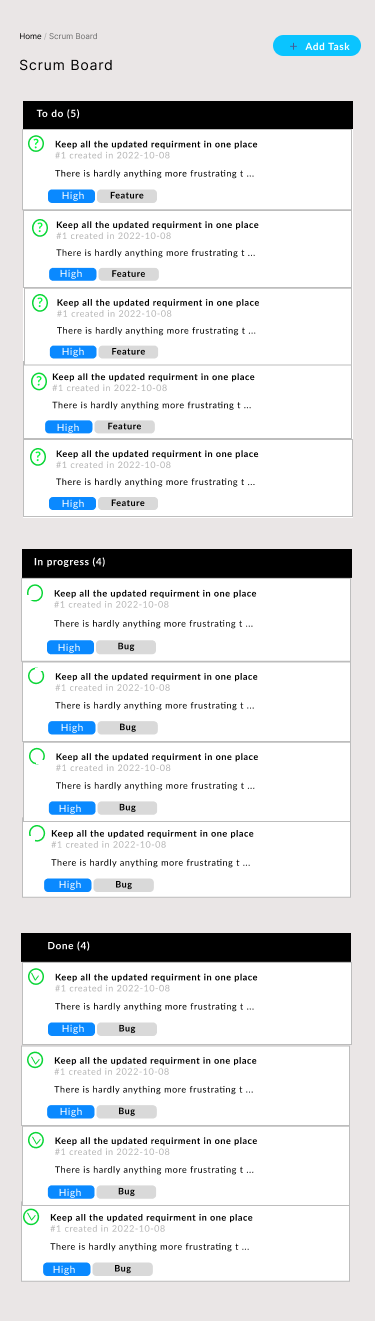 Home / Scrum Board
+ Add Task
Scrum Board
To do (5)
? Keep all the updated requirment in one place
#1 created in 2022-10-08
There is hardly anything more frustrating t ...
High Feature
? Keep all the updated requirment in one place
#1 created in 2022-10-08
There is hardly anything more frustrating t ...
High Feature
? Keep all the updated requirment in one place
#1 created in 2022-10-08
There is hardly anything more frustrating t ...
High Feature
? Keep all the updated requirment in one place
#1 created in 2022-10-08
There is hardly anything more frustrating t ...
High Feature
? Keep all the updated requirment in one place
#1 created in 2022-10-08
There is hardly anything more frustrating t ...
High Feature
In progress (4)
Keep all the updated requirment in one place
#1 created in 2022-10-08
There is hardly anything more frustrating t ...
High Bug
Keep all the updated requirment in one place
#1 created in 2022-10-08
There is hardly anything more frustrating t ...
High Bug
Keep all the updated requirment in one place
#1 created in 2022-10-08
There is hardly anything more frustrating t ...
High Bug
Keep all the updated requirment in one place
#1 created in 2022-10-08
There is hardly anything more frustrating t ...
High Bug
Done (4)
Keep all the updated requirment in one place
#1 created in 2022-10-08
There is hardly anything more frustrating t ...
High Bug
Keep all the updated requirment in one place
#1 created in 2022-10-08
There is hardly anything more frustrating t ...
High Bug
Keep all the updated requirment in one place
#1 created in 2022-10-08
There is hardly anything more frustrating t ...
High Bug
Keep all the updated requirment in one place
#1 created in 2022-10-08
There is hardly anything more frustrating t ...
High Bug